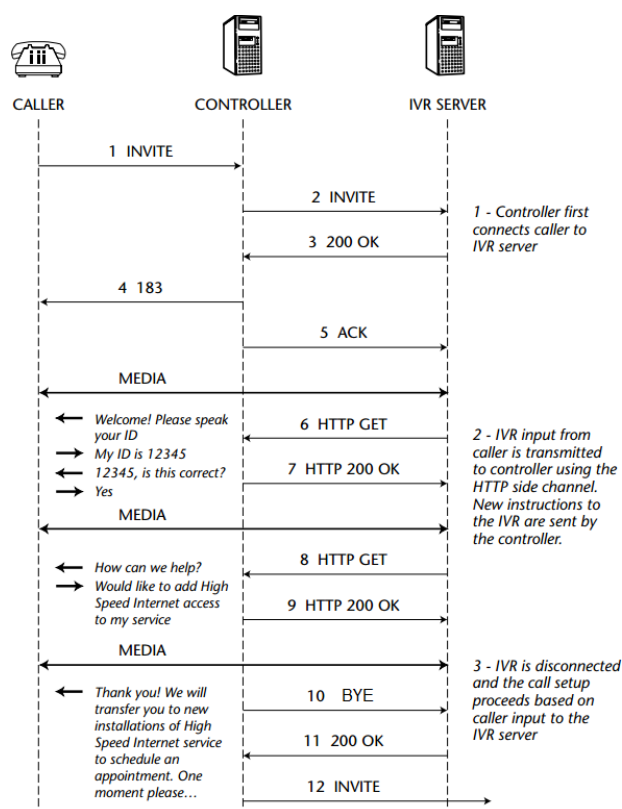 CALLER
CONTROLLER
IVR SERVER
1 INVITE
2 INVITE
1 - Controller first
connects caller to
IVR server
3 200 OK
4 183
5 ACK
MEDIA
Welcome! Please speak
your ID
My ID is 12345
12345, is this correct?
Yes
6 HTTP GET
7 HTTP 200 OK
2 - IVR input from
caller is transmitted
to controller using the
HTTP side channel.
New instructions to
the IVR are sent by
the controller.
MEDIA
How can we help?
Would like to add High
Speed Internet access
to my service
8 HTTP GET
9 HTTP 200 OK
MEDIA
3 - IVR is disconnected
and the call setup
proceeds based on
caller input to the
IVR server
Thank you! We will
transfer you to new
installations of High
Speed Internet service
to schedule an
appointment. One
moment please…
10 BYE
11 200 OK
12 INVITE